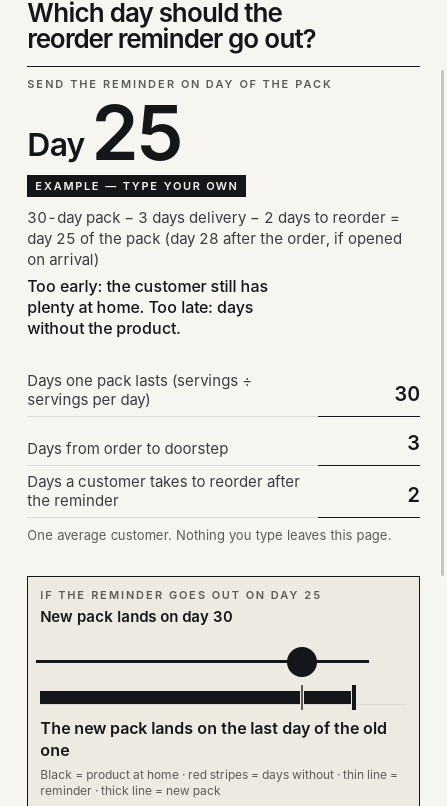 Which day should the
reorder reminder go out?
SEND THE REMINDER ON DAY OF THE PACK
Day 25
EXAMPLE — TYPE YOUR OWN
30-day pack − 3 days delivery − 2 days to reorder =
day 25 of the pack (day 28 after the order, if opened
on arrival)
Too early: the customer still has
plenty at home. Too late: days
without the product.
Days one pack lasts (servings ÷
servings per day)
30
Days from order to doorstep
3
Days a customer takes to reorder after
the reminder
2
One average customer. Nothing you type leaves this page.
IF THE REMINDER GOES OUT ON DAY 25
New pack lands on day 30
The new pack lands on the last day of the old
one
Black = product at home · red stripes = days without · thin line =
reminder · thick line = new pack